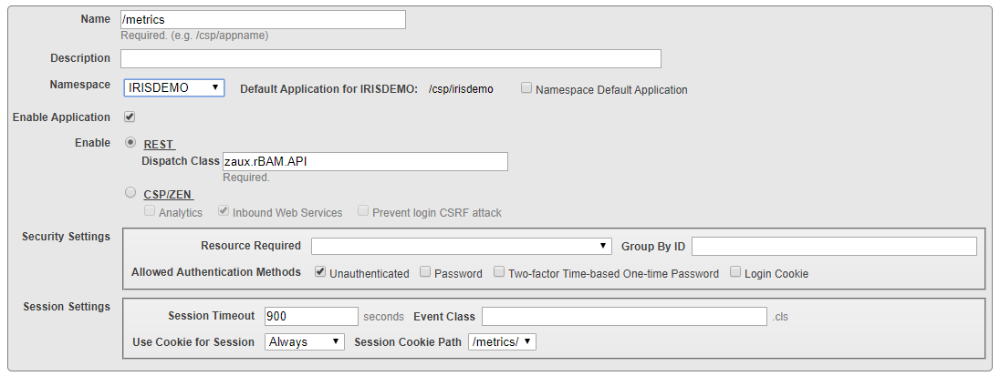 Name /metrics
Required. (e.g. /csp/appname)
Description
Namespace IRISDEMO Default Application for IRISDEMO: /csp/irisdemo Namespace Default Application
Enable Application
Enable REST
Dispatch Class zaux.rBAM.API
Required.
CSP/ZEN
Analytics Inbound Web Services Prevent login CSRF attack
Security Settings Resource Required Group By ID
Allowed Authentication Methods Unauthenticated Password Two-factor Time-based One-time Password Login Cookie
Session Settings Session Timeout 900 seconds Event Class .cls
Use Cookie for Session Always Session Cookie Path /metrics/